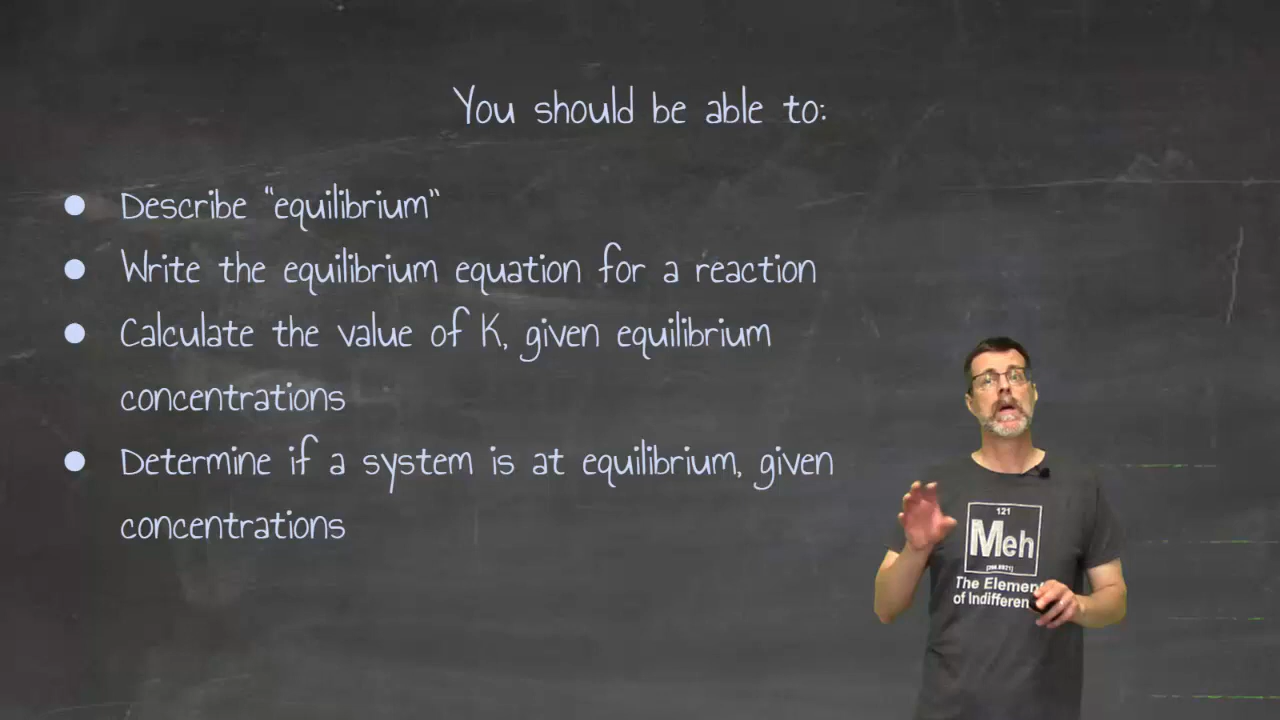 You should be able to:
● Describe "equilibrium"
● Write the equilibrium equation for a reaction
● Calculate the value of K, given equilibrium
concentrations
● Determine if a system is at equilibrium, given
concentrations
121
Meh
The Element
of Indifferen